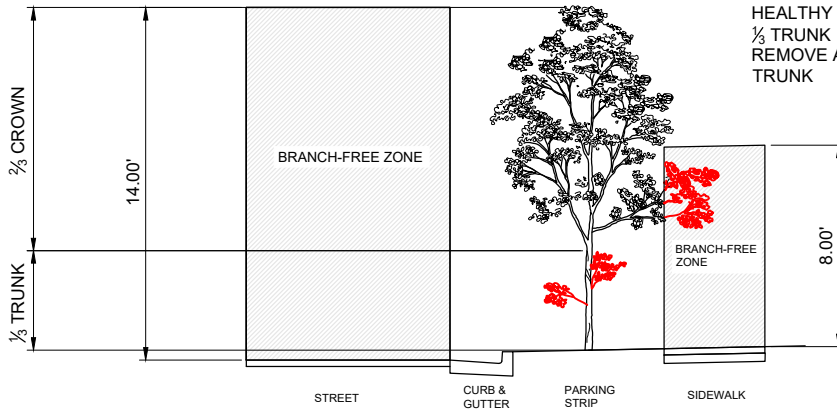 HEALTHY
⅓ TRUNK
REMOVE
TRUNK
⅔ CROWN
14.00'
BRANCH-FREE ZONE
⅓ TRUNK
BRANCH-FREE
ZONE
8.00'
STREET
CURB &
GUTTER
PARKING
STRIP
SIDEWALK